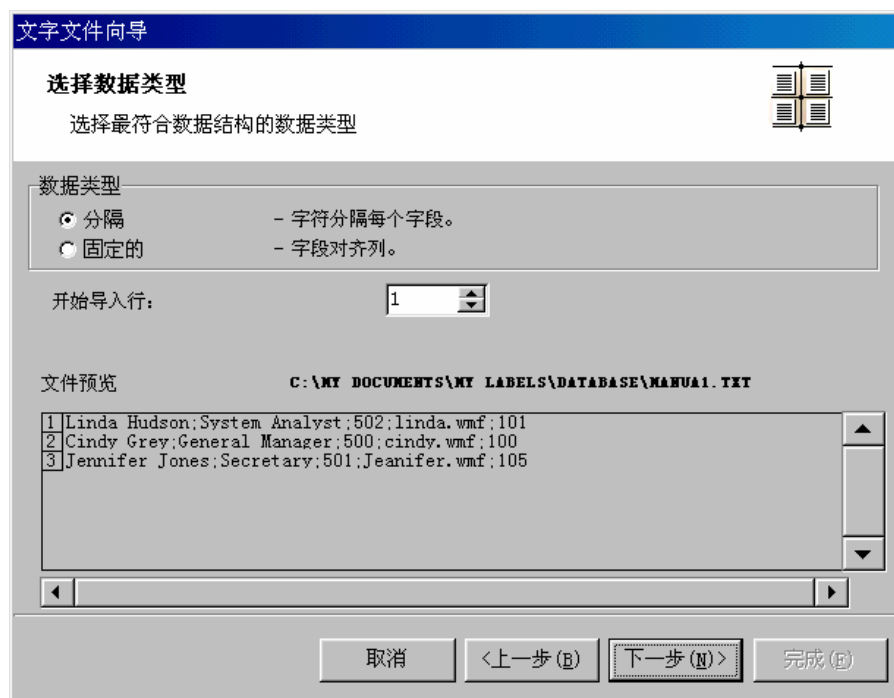 文字文件向导
选择数据类型
选择最符合数据结构的数据类型
数据类型
分隔 - 字符分隔每个字段。
固定的 - 字段对齐列。
开始导入行: 1
文件预览 C:\MY DOCUMENTS\MY LABELS\DATABASE\MANUA1.TXT
1 Linda Hudson;System Analyst;502;linda.wmf;101
2 Cindy Grey;General Manager;500;cindy.wmf;100
3 Jennifer Jones;Secretary;501;Jeanifer.wmf;105
取消 <上一步(B) 下一步(N)> 完成(F)